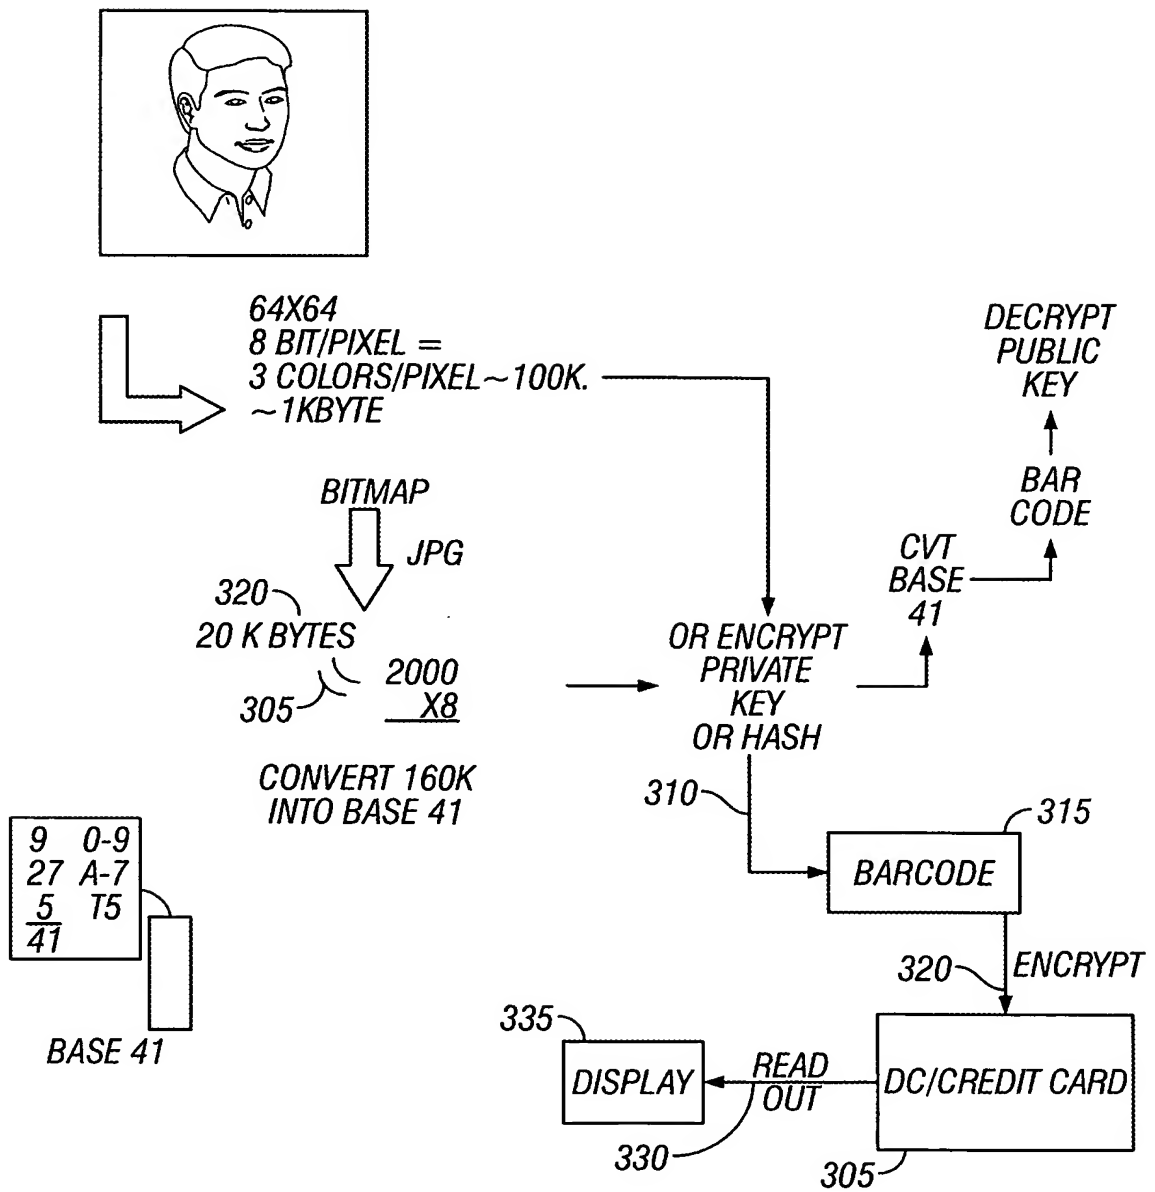 64X64
8 BIT/PIXEL =
3 COLORS/PIXEL~100K.
~1KBYTE
DECRYPT
PUBLIC
KEY
BAR
CODE
CVT
BASE
41
BITMAP
JPG
320
20 K BYTES
305
2000
X8
CONVERT 160K
INTO BASE 41
OR ENCRYPT
PRIVATE
KEY
OR HASH
310
315
BARCODE
320
ENCRYPT
9 0-9
27 A-7
5 T5
41
BASE 41
335
DISPLAY
READ
OUT
330
DC/CREDIT CARD
305